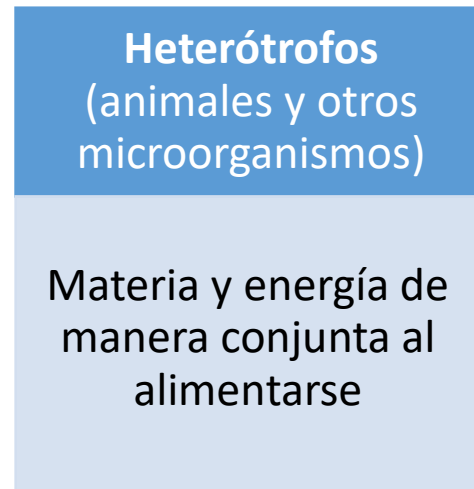 Heterótrofos
(animales y otros
microorganismos)
Materia y energía de
manera conjunta al
alimentarse